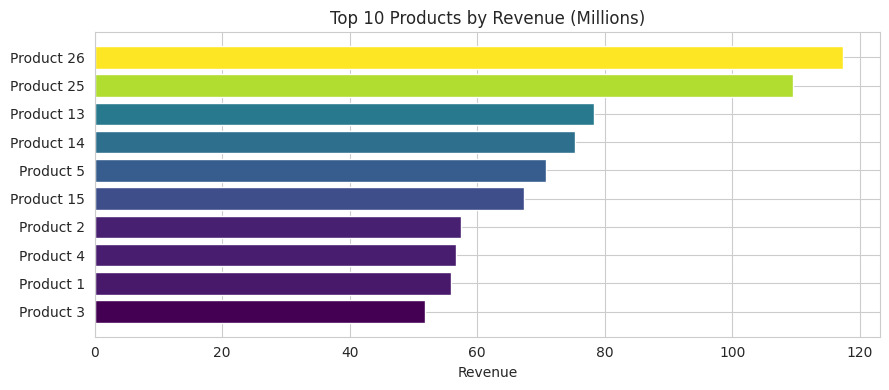 Top 10 Products by Revenue (Millions)
Product 26
Product 25
Product 13
Product 14
Product 5
Product 15
Product 2
Product 4
Product 1
Product 3
0 20 40 60 80 100 120
Revenue